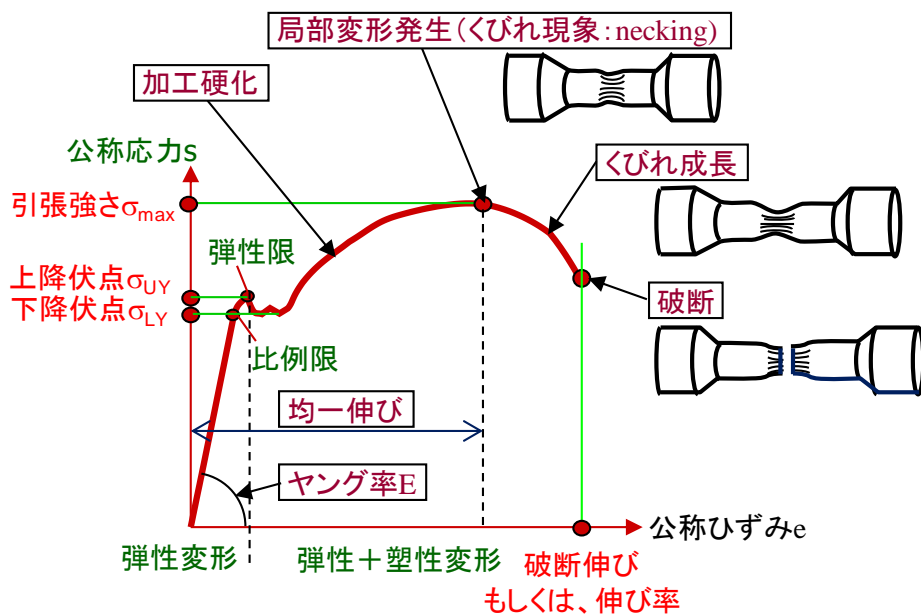 局部変形発生（くびれ現象：necking）
加工硬化
公称応力s
くびれ成長
引張強さσmax
弾性限
上降伏点σUY
下降伏点σLY
破断
比例限
均一伸び
ヤング率E
公称ひずみe
弾性変形
弾性＋塑性変形
破断伸び
もしくは、伸び率